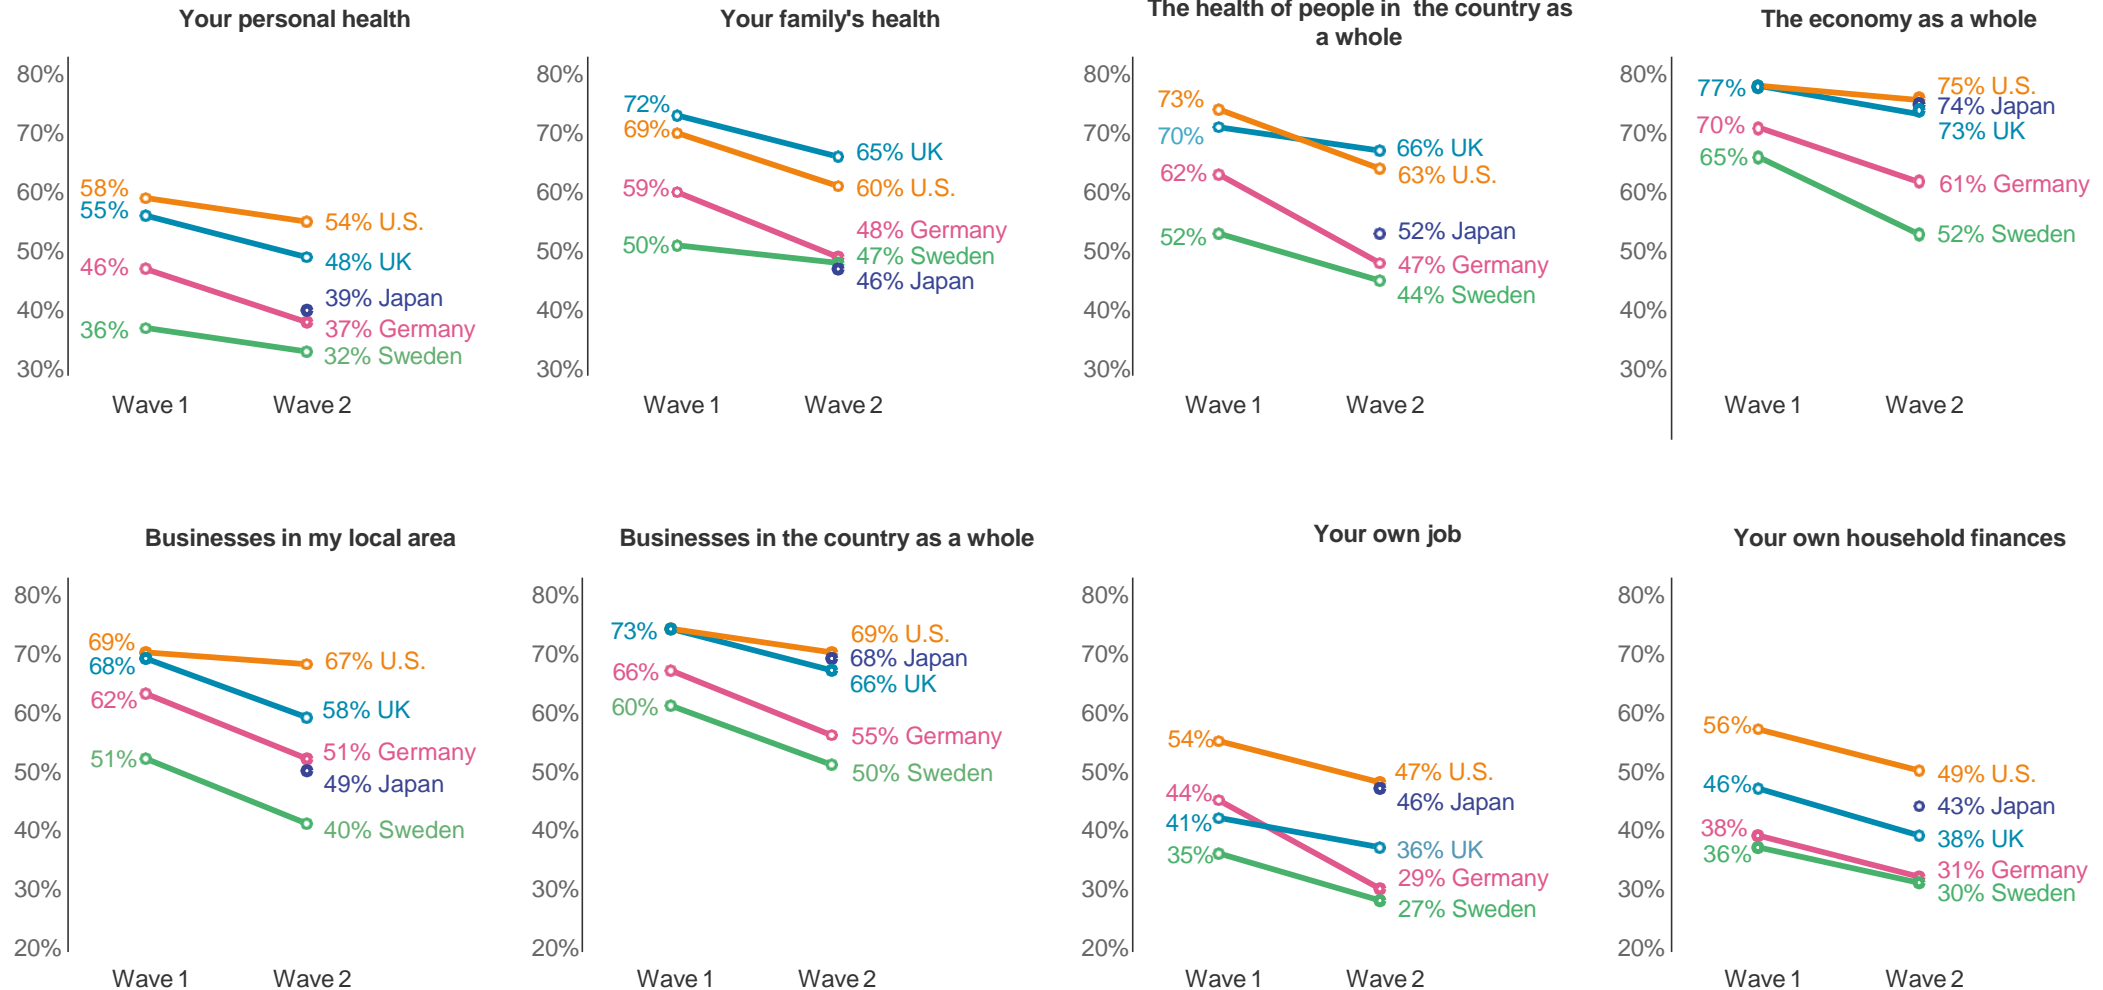 Your personal health
80%
70%
60%
50%
40%
30%
58%
55%
46%
36%
54% U.S.
48% UK
39% Japan
37% Germany
32% Sweden
Wave 1 Wave 2
Your family's health
80%
70%
60%
50%
40%
30%
72%
69%
59%
50%
65% UK
60% U.S.
48% Germany
47% Sweden
46% Japan
Wave 1 Wave 2
The health of people in the country as
a whole
80%
70%
60%
50%
40%
30%
73%
70%
62%
52%
66% UK
63% U.S.
52% Japan
47% Germany
44% Sweden
Wave 1 Wave 2
The economy as a whole
80%
70%
60%
50%
40%
30%
77%
70%
65%
75% U.S.
74% Japan
73% UK
61% Germany
52% Sweden
Wave 1 Wave 2
Businesses in my local area
80%
70%
60%
50%
40%
30%
20%
69%
68%
62%
51%
67% U.S.
58% UK
51% Germany
49% Japan
40% Sweden
Wave 1 Wave 2
Businesses in the country as a whole
80%
70%
60%
50%
40%
30%
20%
73%
66%
60%
69% U.S.
68% Japan
66% UK
55% Germany
50% Sweden
Wave 1 Wave 2
Your own job
80%
70%
60%
50%
40%
30%
20%
54%
44%
41%
35%
47% U.S.
46% Japan
36% UK
29% Germany
27% Sweden
Wave 1 Wave 2
Your own household finances
80%
70%
60%
50%
40%
30%
20%
56%
46%
38%
36%
49% U.S.
43% Japan
38% UK
31% Germany
30% Sweden
Wave 1 Wave 2